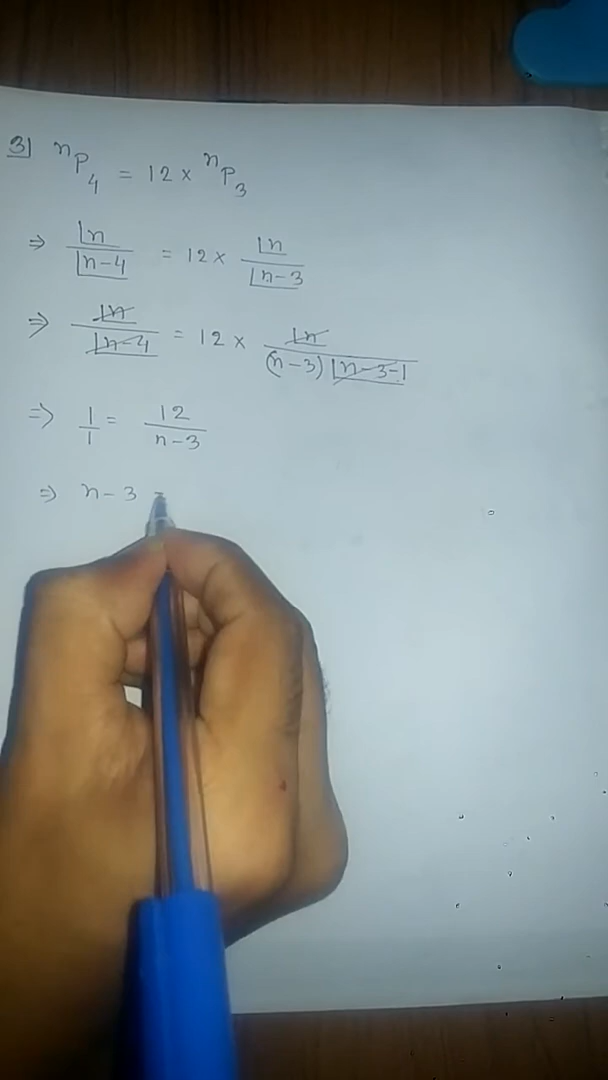 3) ⁿP₄ = 12 × ⁿP₃
⇒ |n / |n-4 = 12 × |n / |n-3
⇒ |n / |n-4 = 12 × |n / (n-3) |n-3-1
⇒ 1/1 = 12 / n-3
⇒ n-3 =